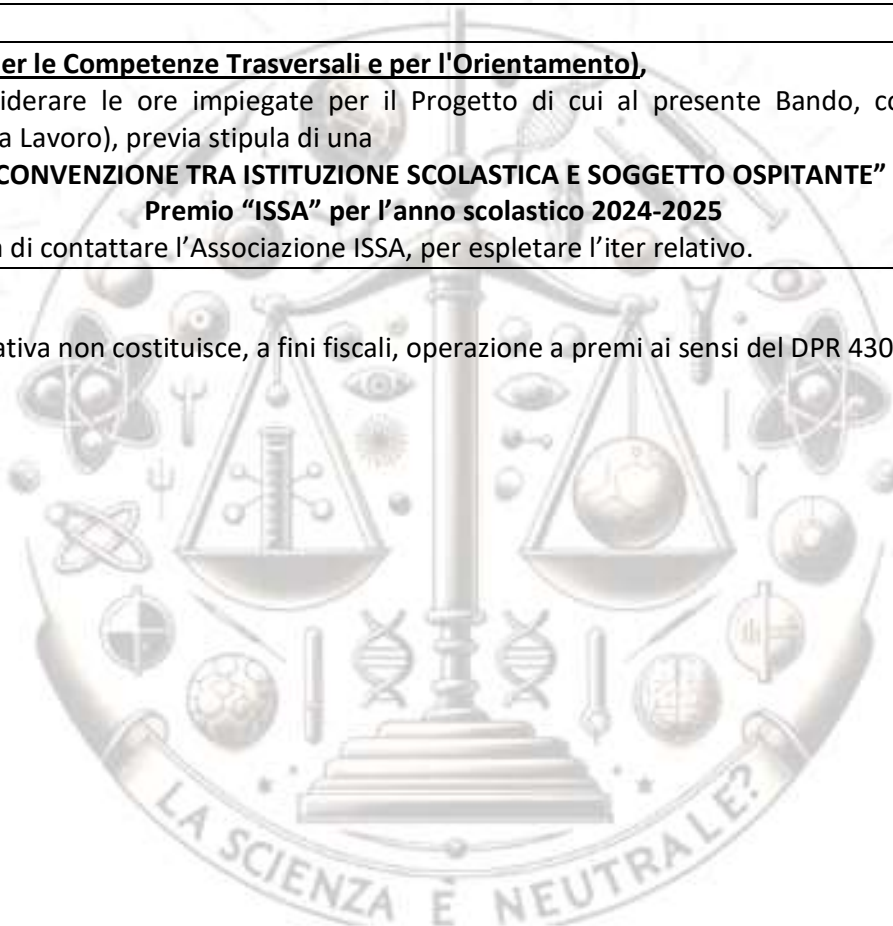 er le Competenze Trasversali e per l'Orientamento),
iderare le ore impiegate per il Progetto di cui al presente Bando, co
a Lavoro), previa stipula di una
CONVENZIONE TRA ISTITUZIONE SCOLASTICA E SOGGETTO OSPITANTE”
Premio “ISSA” per l’anno scolastico 2024-2025
di contattare l’Associazione ISSA, per espletare l’iter relativo.
ativa non costituisce, a fini fiscali, operazione a premi ai sensi del DPR 430
LA SCIENZA È NEUTRALE?